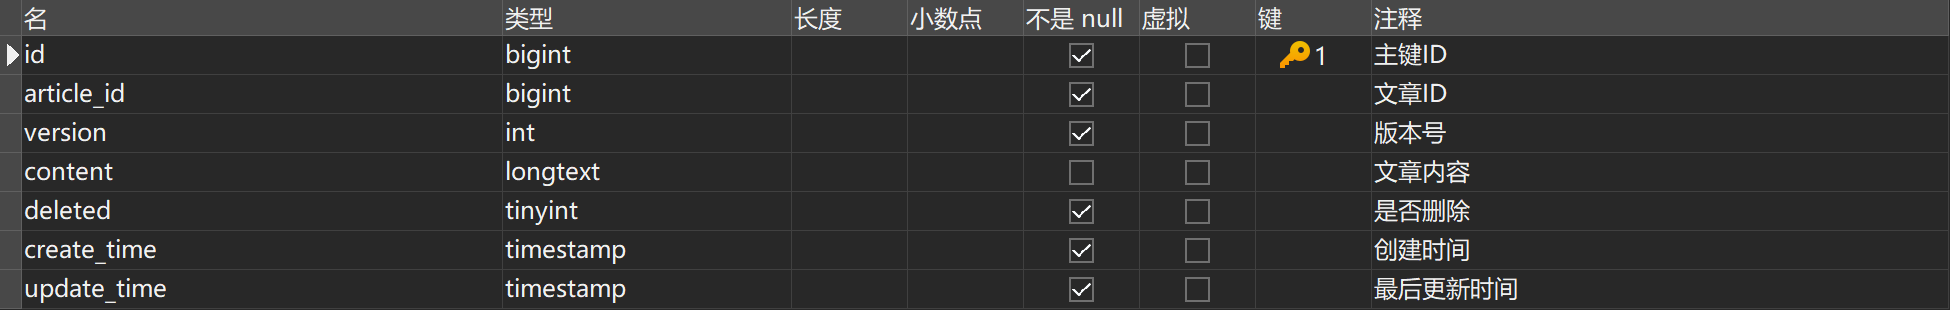 名 类型 长度 小数点 不是 null 虚拟 键 注释
id bigint 1 主键ID
article_id bigint 文章ID
version int 版本号
content longtext 文章内容
deleted tinyint 是否删除
create_time timestamp 创建时间
update_time timestamp 最后更新时间